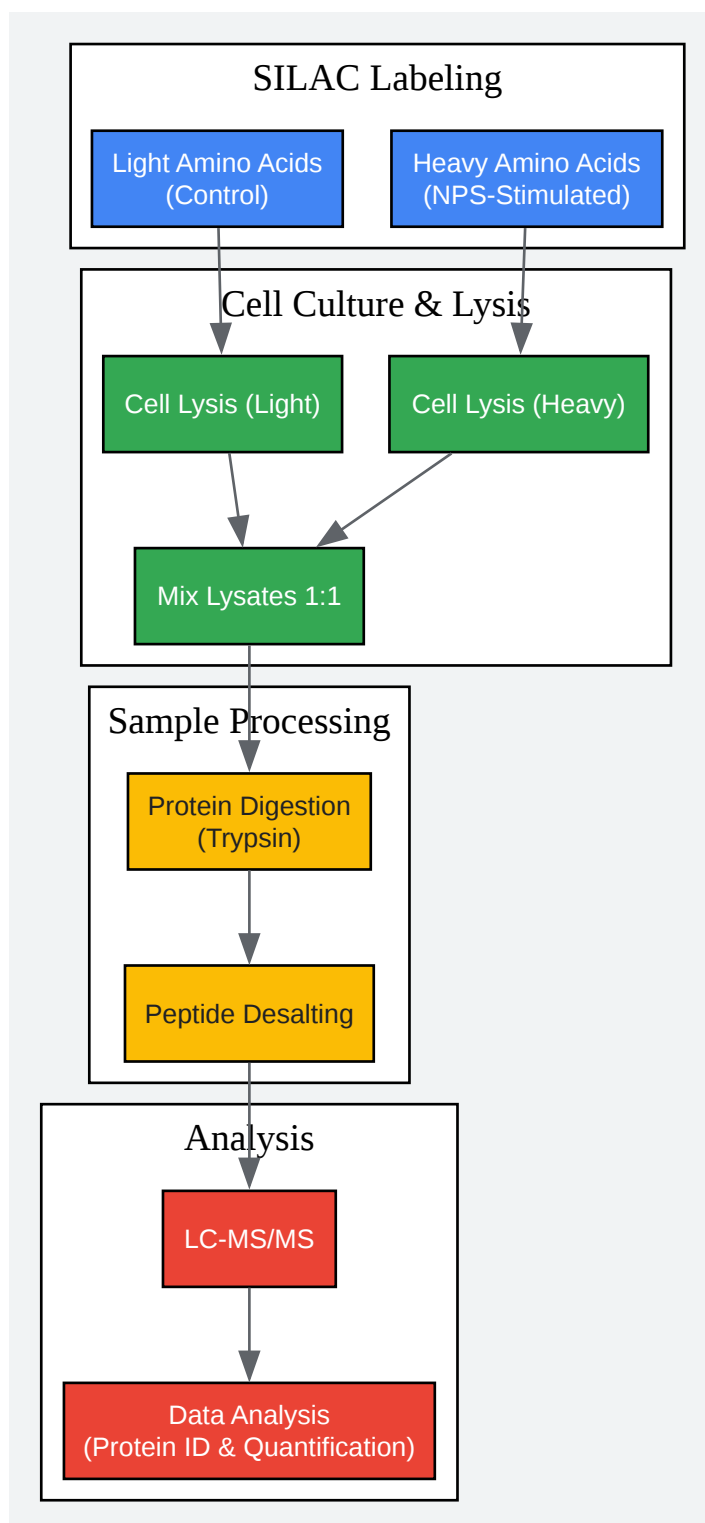 SILAC Labeling
Light Amino Acids
(Control)
Heavy Amino Acids
(NPS-Stimulated)
Cell Culture & Lysis
Cell Lysis (Light)
Cell Lysis (Heavy)
Mix Lysates 1:1
Sample Processing
Protein Digestion
(Trypsin)
Peptide Desalting
Analysis
LC-MS/MS
Data Analysis
(Protein ID & Quantification)